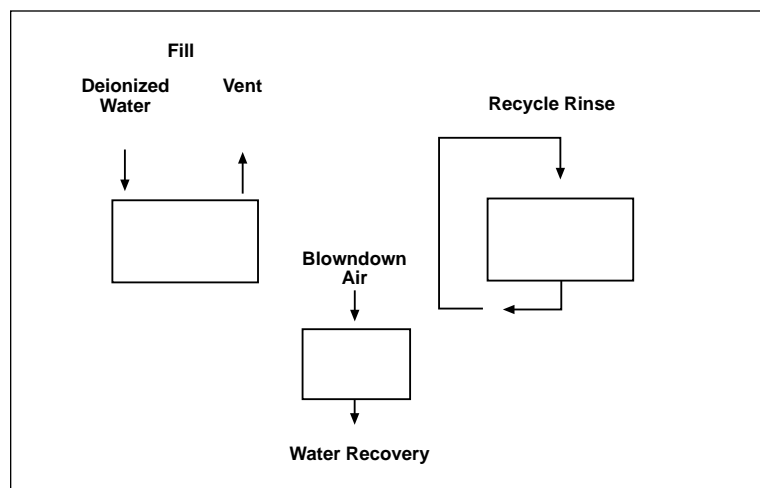 Fill
Deionized
Water
Vent
Recycle Rinse
Blowndown
Air
Water Recovery